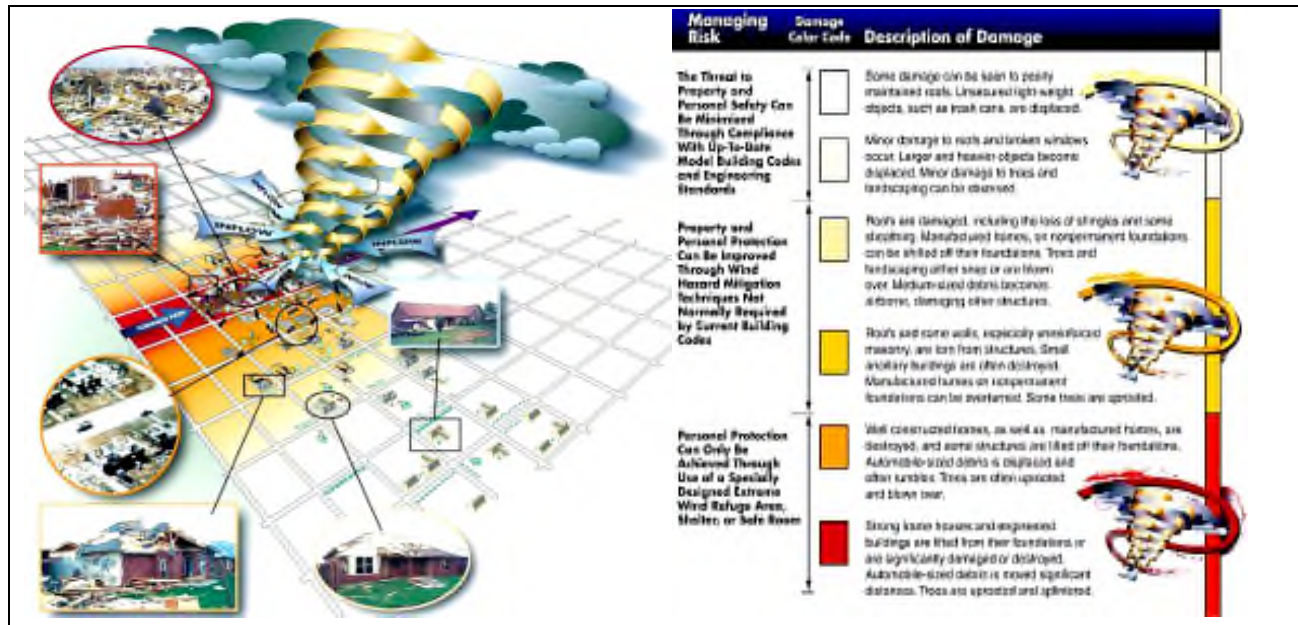 INFLOW
INFLOW
INFLOW
Managing
Risk
Damage
Color Code
Description of Damage
The Threat to
Property and
Personal Safety Can
Be Minimized
Through Compliance
With Up-To-Date
Model Building Codes
and Engineering
Standards
Some damage can be seen to poorly
maintained roofs. Unsecured light-weight
objects, such as trash cans, are displaced.
Minor damage to roofs and broken windows
occur. Larger and heavier objects become
displaced. Minor damage to trees and
landscaping can be observed.
Property and
Personal Protection
Can Be Improved
Through Wind
Hazard Mitigation
Techniques Not
Normally Required
by Current Building
Codes
Roofs are damaged, including the loss of shingles and some
sheathing. Manufactured homes, on nonpermanent foundations
can be shifted off their foundations. Trees and
landscaping either snap or are blown
over. Medium-sized debris becomes
airborne, damaging other structures.
Roofs and some walls, especially unreinforced
masonry, are torn from structures. Small
ancillary buildings are often destroyed.
Manufactured homes on nonpermanent
foundations can be overturned. Some trees are uprooted.
Personal Protection
Can Only Be
Achieved Through
Use of a Specially
Designed Extreme
Wind Refuge Area,
Shelter, or Safe Room
Well constructed homes, as well as manufactured homes, are
destroyed, and some structures are lifted off their foundations.
Automobile-sized debris is displaced and
often tumbles. Trees are often uprooted
and blown over.
Strong frame houses and engineered
buildings are lifted from their foundations or
are significantly damaged or destroyed.
Automobile-sized debris is moved significant
distances. Trees are uprooted and splintered.